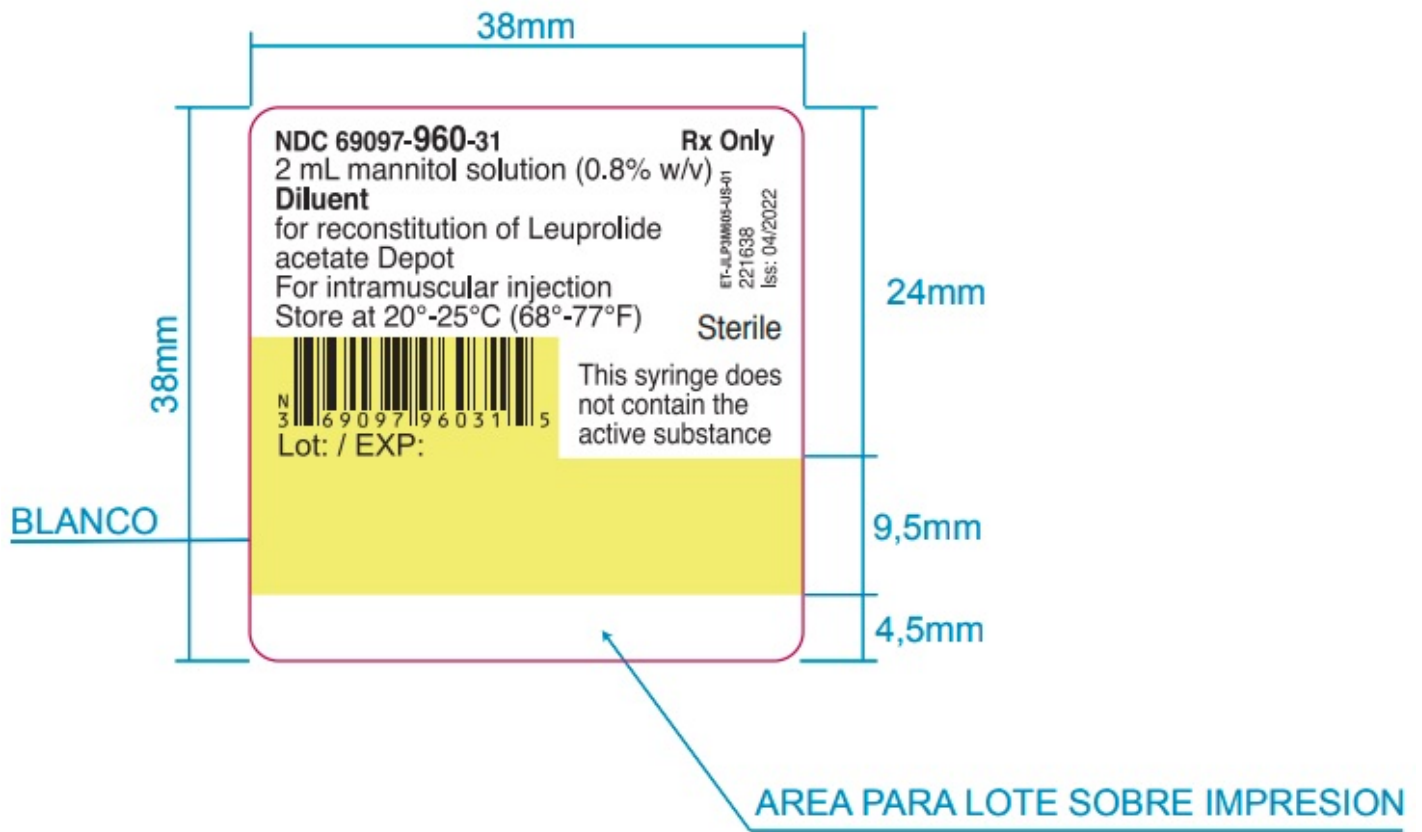 38mm
NDC 69097-960-31 Rx Only
2 mL mannitol solution (0.8% w/v)
Diluent
for reconstitution of Leuprolide
acetate Depot
For intramuscular injection
Store at 20°-25°C (68°-77°F)
ET-JLP3M605-US-01
221638
Iss: 04/2022
Sterile
This syringe does
not contain the
active substance
N
3 69097 96031 5
Lot: / EXP:
38mm
24mm
BLANCO
9,5mm
4,5mm
AREA PARA LOTE SOBRE IMPRESION